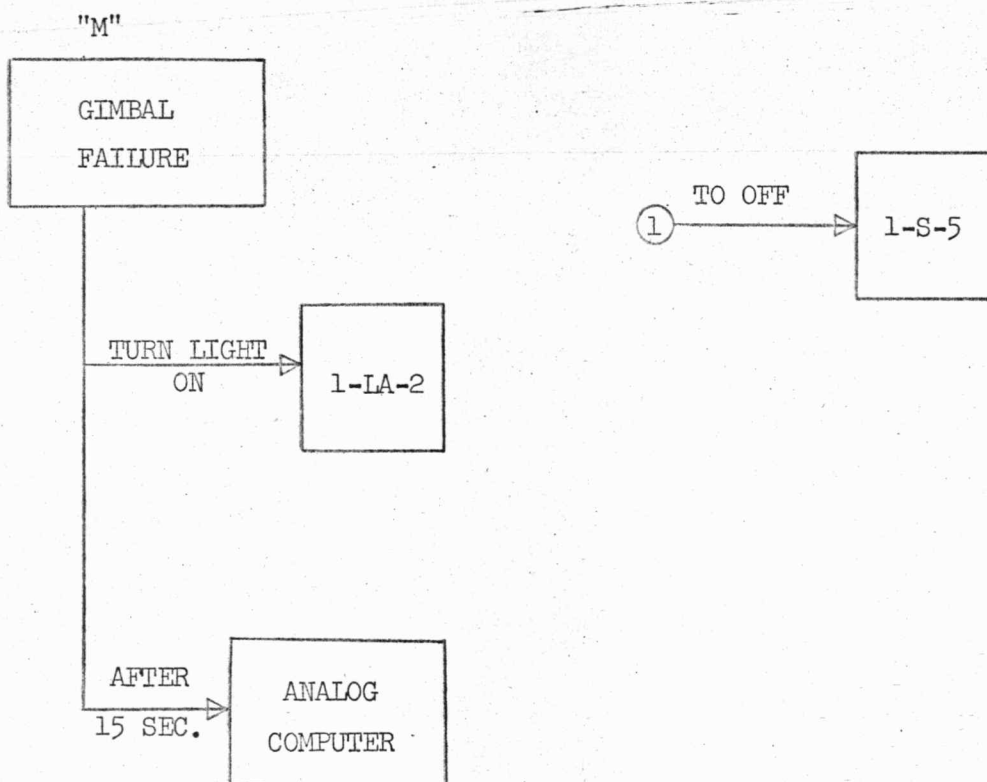 "M"
GIMBAL
FAILURE
TO OFF
1
1-S-5
TURN LIGHT
ON
1-LA-2
AFTER
15 SEC.
ANALOG
COMPUTER